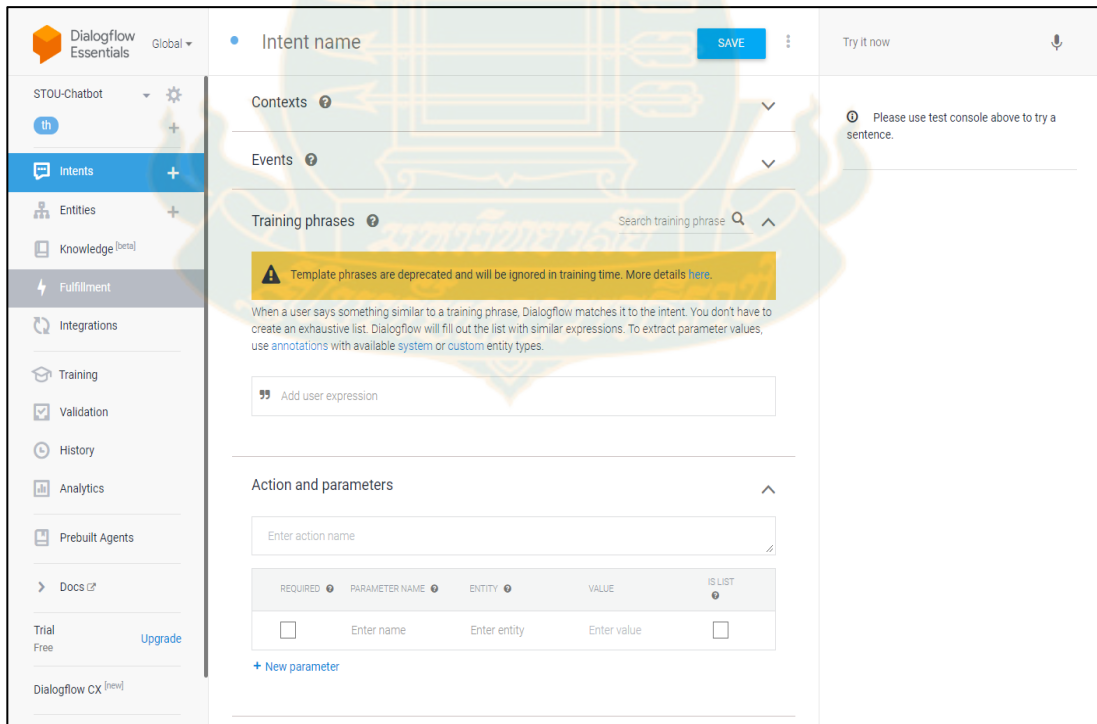 Dialogflow
Essentials
Global
STOU-Chatbot
th
Intents
Entities
Knowledge [beta]
Fulfillment
Integrations
Training
Validation
History
Analytics
Prebuilt Agents
Docs
Trial
Free
Upgrade
Dialogflow CX [new]
Intent name
SAVE
Contexts
Events
Training phrases
Search training phrase
Template phrases are deprecated and will be ignored in training time. More details here.
When a user says something similar to a training phrase, Dialogflow matches it to the intent. You don't have to
create an exhaustive list. Dialogflow will fill out the list with similar expressions. To extract parameter values,
use annotations with available system or custom entity types.
Add user expression
Action and parameters
Enter action name
REQUIRED PARAMETER NAME ENTITY VALUE IS LIST
Enter name Enter entity Enter value
+ New parameter
Try it now
Please use test console above to try a
sentence.